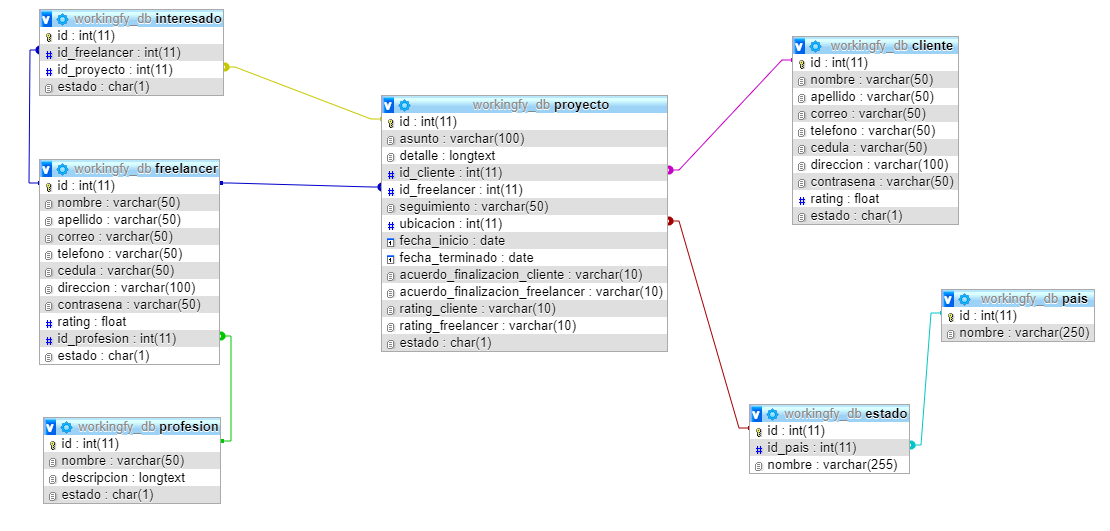 workingfy_db interesado
id : int(11)
id_freelancer : int(11)
id_proyecto : int(11)
estado : char(1)
workingfy_db freelancer
id : int(11)
nombre : varchar(50)
apellido : varchar(50)
correo : varchar(50)
telefono : varchar(50)
cedula : varchar(50)
direccion : varchar(100)
contrasena : varchar(50)
rating : float
id_profesion : int(11)
estado : char(1)
workingfy_db profesion
id : int(11)
nombre : varchar(50)
descripcion : longtext
estado : char(1)
workingfy_db proyecto
id : int(11)
asunto : varchar(100)
detalle : longtext
id_cliente : int(11)
id_freelancer : int(11)
seguimiento : varchar(50)
ubicacion : int(11)
fecha_inicio : date
fecha_terminado : date
acuerdo_finalizacion_cliente : varchar(10)
acuerdo_finalizacion_freelancer : varchar(10)
rating_cliente : varchar(10)
rating_freelancer : varchar(10)
estado : char(1)
workingfy_db cliente
id : int(11)
nombre : varchar(50)
apellido : varchar(50)
correo : varchar(50)
telefono : varchar(50)
cedula : varchar(50)
direccion : varchar(100)
contrasena : varchar(50)
rating : float
estado : char(1)
workingfy_db pais
id : int(11)
nombre : varchar(250)
workingfy_db estado
id : int(11)
id_pais : int(11)
nombre : varchar(255)